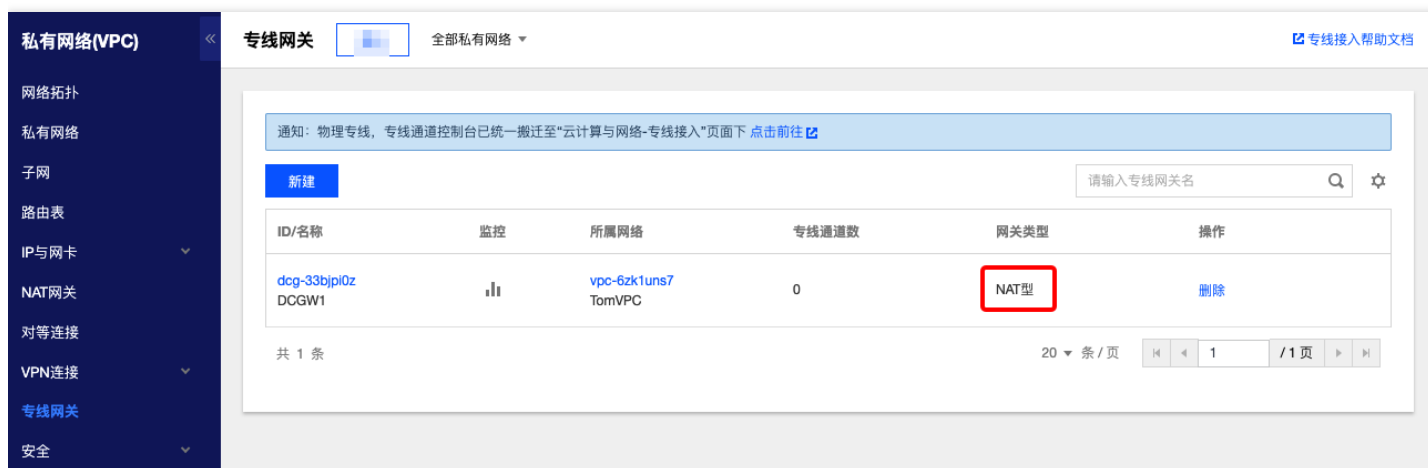 私有网络(VPC)
专线网关
全部私有网络
专线接入帮助文档
网络拓扑
私有网络
子网
路由表
IP与网卡
NAT网关
对等连接
VPN连接
专线网关
安全
通知：物理专线，专线通道控制台已统一搬迁至“云计算与网络-专线接入”页面下 点击前往
新建
请输入专线网关名
ID/名称 监控 所属网络 专线通道数 网关类型 操作
dcg-33bjpi0z vpc-6zk1uns7
DCGW1 TomVPC 0 NAT型 删除
共 1 条 20 条/页 1 /1页